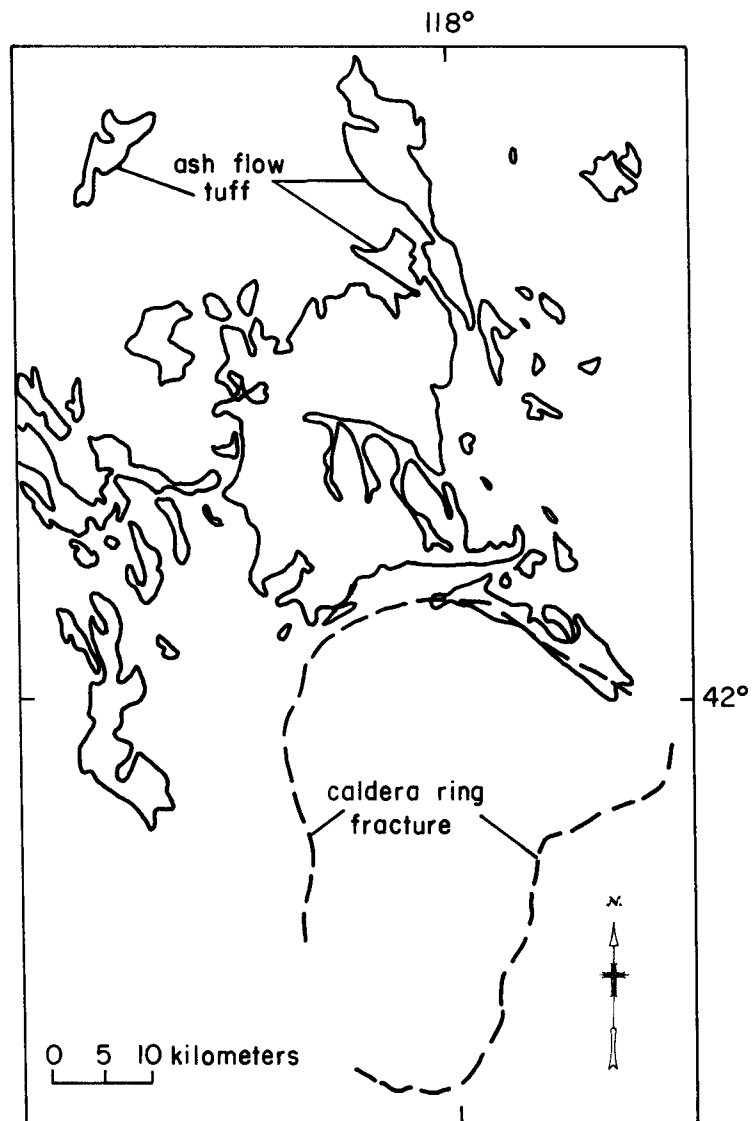 118°
ash flow
tuff
42°
caldera ring
fracture
N.
0 5 10 kilometers